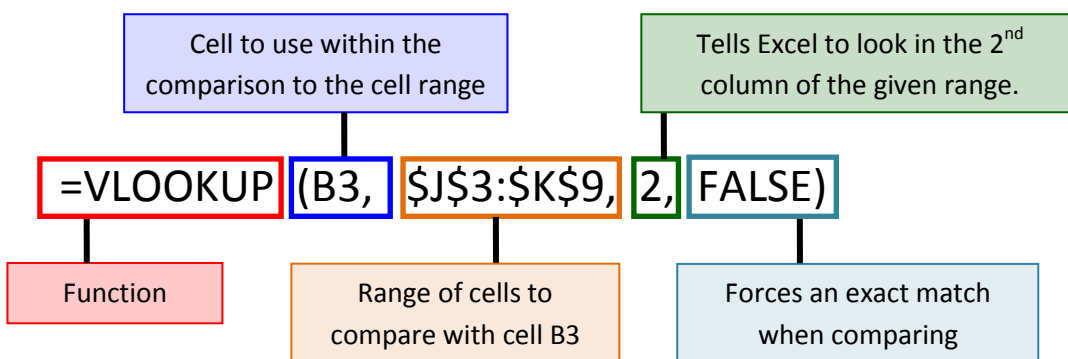 Cell to use within the
comparison to the cell range
Tells Excel to look in the 2nd
column of the given range.
=VLOOKUP (B3, $J$3:$K$9, 2, FALSE)
Function
Range of cells to
compare with cell B3
Forces an exact match
when comparing